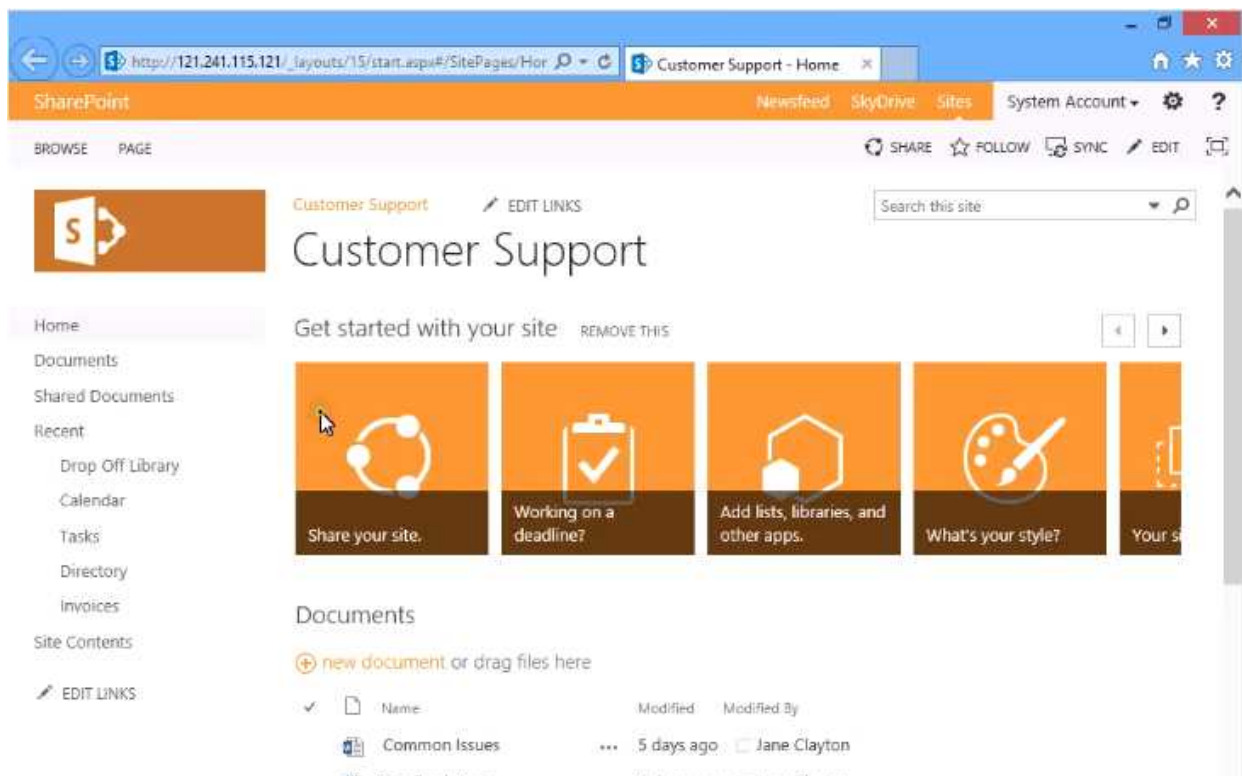 http://121.241.115.121/_layouts/15/start.aspx#/SitePages/Hor
Customer Support - Home
SharePoint
Newsfeed SkyDrive Sites System Account ?
BROWSE PAGE
SHARE FOLLOW SYNC EDIT
S
Customer Support EDIT LINKS
Search this site
Customer Support
Home
Documents
Shared Documents
Recent
Drop Off Library
Calendar
Tasks
Directory
Invoices
Site Contents
EDIT LINKS
Get started with your site REMOVE THIS
Share your site.
Working on a
deadline?
Add lists, libraries, and
other apps.
What's your style?
Your si
Documents
new document or drag files here
Name Modified Modified By
Common Issues ... 5 days ago Jane Clayton